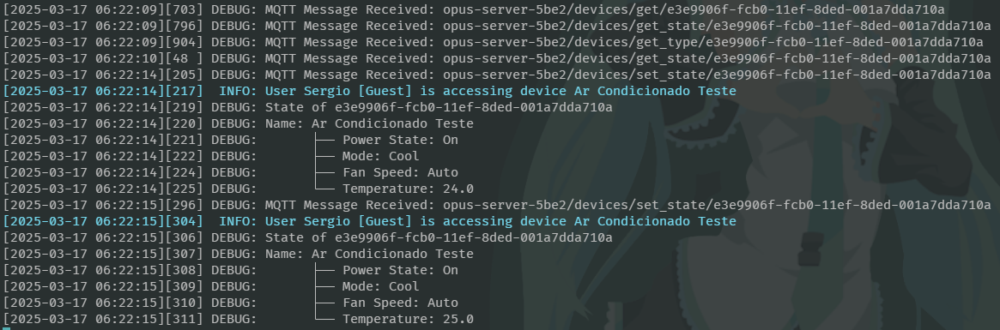 [2025-03-17 06:22:09][703] DEBUG: MQTT Message Received: opus-server-5be2/devices/get/e3e9906f-fcb0-11ef-8ded-001a7dda710a
[2025-03-17 06:22:09][796] DEBUG: MQTT Message Received: opus-server-5be2/devices/get_state/e3e9906f-fcb0-11ef-8ded-001a7dda710a
[2025-03-17 06:22:09][904] DEBUG: MQTT Message Received: opus-server-5be2/devices/get_type/e3e9906f-fcb0-11ef-8ded-001a7dda710a
[2025-03-17 06:22:10][48 ] DEBUG: MQTT Message Received: opus-server-5be2/devices/get_state/e3e9906f-fcb0-11ef-8ded-001a7dda710a
[2025-03-17 06:22:14][205] DEBUG: MQTT Message Received: opus-server-5be2/devices/set_state/e3e9906f-fcb0-11ef-8ded-001a7dda710a
[2025-03-17 06:22:14][217]  INFO: User Sergio [Guest] is accessing device Ar Condicionado Teste
[2025-03-17 06:22:14][219] DEBUG: State of e3e9906f-fcb0-11ef-8ded-001a7dda710a
[2025-03-17 06:22:14][220] DEBUG: Name: Ar Condicionado Teste
[2025-03-17 06:22:14][221] DEBUG:       ├── Power State: On
[2025-03-17 06:22:14][222] DEBUG:       ├── Mode: Cool
[2025-03-17 06:22:14][224] DEBUG:       ├── Fan Speed: Auto
[2025-03-17 06:22:14][225] DEBUG:       └── Temperature: 24.0
[2025-03-17 06:22:15][296] DEBUG: MQTT Message Received: opus-server-5be2/devices/set_state/e3e9906f-fcb0-11ef-8ded-001a7dda710a
[2025-03-17 06:22:15][304]  INFO: User Sergio [Guest] is accessing device Ar Condicionado Teste
[2025-03-17 06:22:15][306] DEBUG: State of e3e9906f-fcb0-11ef-8ded-001a7dda710a
[2025-03-17 06:22:15][307] DEBUG: Name: Ar Condicionado Teste
[2025-03-17 06:22:15][308] DEBUG:       ├── Power State: On
[2025-03-17 06:22:15][309] DEBUG:       ├── Mode: Cool
[2025-03-17 06:22:15][310] DEBUG:       ├── Fan Speed: Auto
[2025-03-17 06:22:15][311] DEBUG:       └── Temperature: 25.0